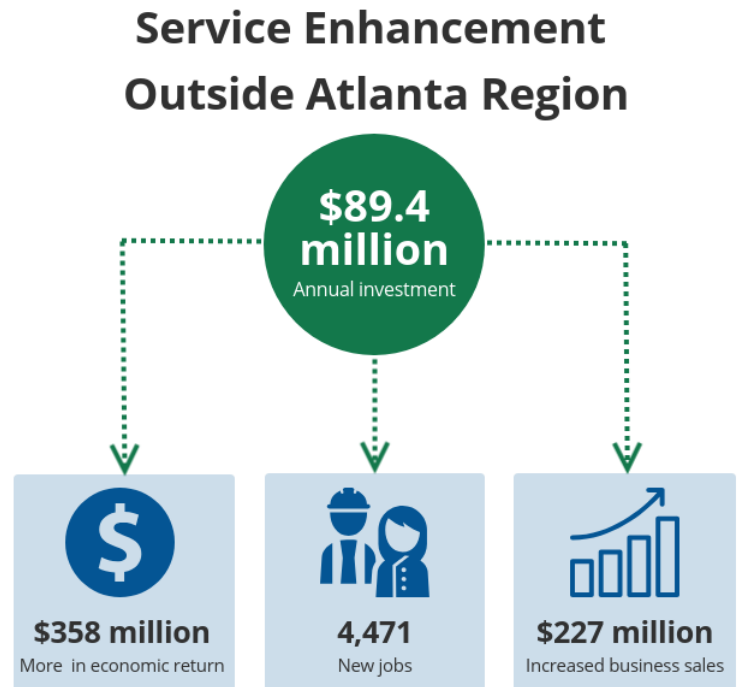 Service Enhancement
Outside Atlanta Region
$89.4
million
Annual investment
$358 million
More in economic return
4,471
New jobs
$227 million
Increased business sales